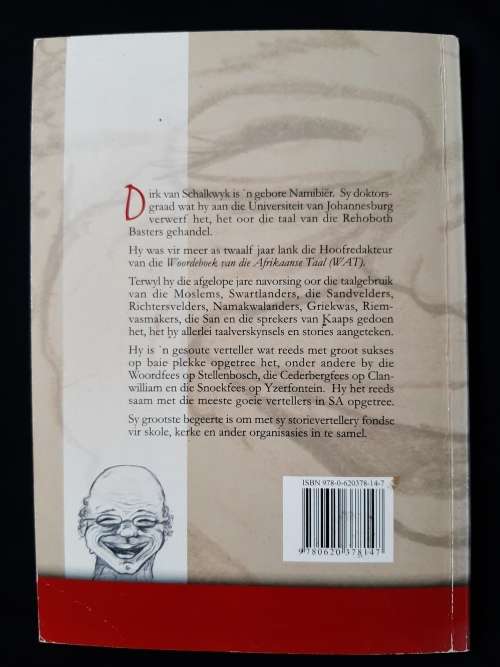 Dirk van Schalkwyk is 'n gebore Namibiër. Sy doktors-
graad wat hy aan die Universiteit van Johannesburg
verwerf het, het oor die taal van die Rehoboth
Basters gehandel.
Hy was vir meer as twaalf jaar lank die Hoofredakteur
van die Woordeboek van die Afrikaanse Taal (WAT).
Terwyl hy die afgelope jare navorsing oor die taalgebruik
van die Moslems, Swartlanders, die Sandvelders,
Richtersvelders, Namakwalanders, Griekwas, Riem-
vasmakers, die San en die sprekers van Kaaps gedoen
het, het hy allerlei taalverskynsels en stories aangeteken.
Hy is 'n gesoute verteller wat reeds met groot sukses
op baie plekke opgetree het, onder andere by die
Woordfees op Stellenbosch, die Cederbergfees op Clan-
william en die Snoekfees op Yzerfontein. Hy het reeds
saam met die meeste goeie vertellers in SA opgetree.
Sy grootste begeerte is om met sy storievertellery fondse
vir skole, kerke en ander organisasies in te samel.
ISBN 978-0-620378-14-7
9 780620 378147